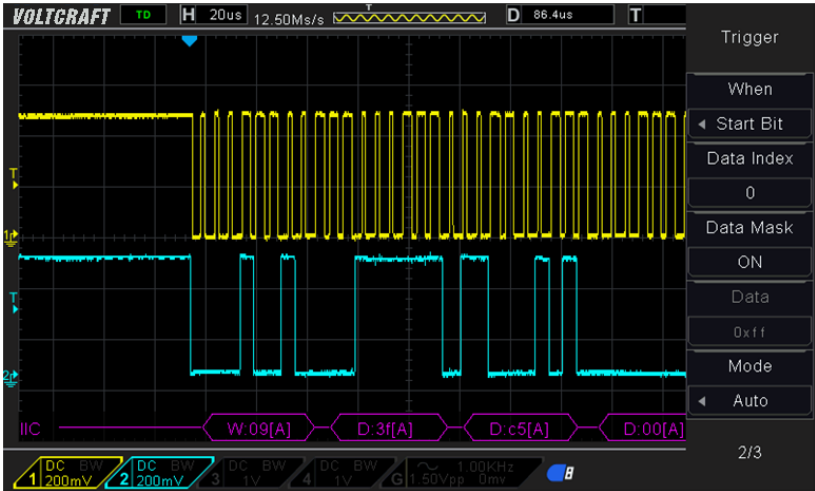 VOLTCRAFT TD H 20us 12.50Ms/s T D 86.4us T
Trigger
When
Start Bit
Data Index
0
Data Mask
ON
Data
0xff
Mode
Auto
2/3
T
1
T
2
IIC W:09[A] D:3f[A] D:c5[A] D:00[A]
1 DC BW 200mV 2 DC BW 200mV 3 DC BW 1V 4 DC BW 1V G 1.00KHz 1.50Vpp 0mv